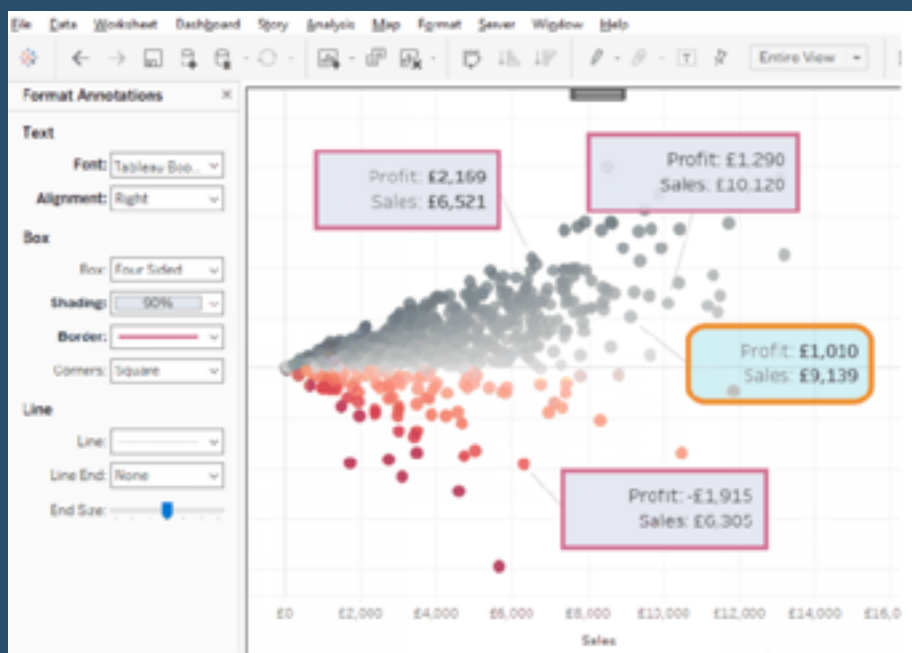 File Data Worksheet Dashboard Story Analysis Map Format Server Window Help
Entire View
Format Annotations
Text
Font: Tableau Boo..
Alignment: Right
Box
Box: Four Sided
Shading: 90%
Border:
Corners: Square
Line
Line:
Line End: None
End Size:
Profit: £2,169
Sales: £6,521
Profit: £1,290
Sales: £10,120
Profit: £1,010
Sales: £9,139
Profit: -£1,915
Sales: £6,305
£0 £2,000 £4,000 £6,000 £8,000 £10,000 £12,000 £14,000 £16,0
Sales